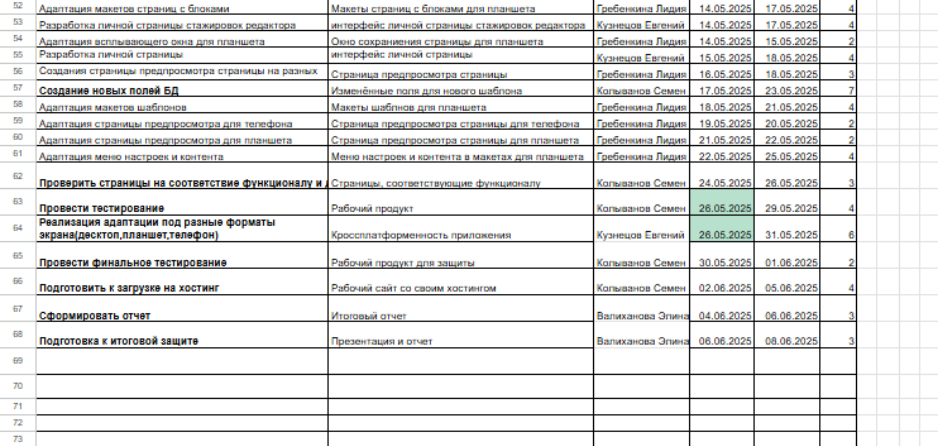 52 Адаптация макетов страниц с блоками Макеты страниц с блоками для планшета Гребенкина Лидия 14.05.2025 17.05.2025 4
53 Разработка личной страницы стажировок редактора интерфейс личной страницы стажировок редактора Кузнецов Евгений 14.05.2025 17.05.2025 4
54 Адаптация всплывающего окна для планшета Окно сохраниения страницы для планшета Гребенкина Лидия 14.05.2025 15.05.2025 2
55 Разработка личной страницы интерфейс личной страницы Кузнецов Евгений 15.05.2025 18.05.2025 4
56 Создания страницы предпросмотра страницы на разных Страница предпросмотра страницы Гребенкина Лидия 16.05.2025 18.05.2025 3
57 Создание новых полей БД Изменённые поля для нового шаблона Колыванов Семен 17.05.2025 23.05.2025 7
58 Адаптация макетов шаблонов Макеты шаблнов для планшета Гребенкина Лидия 18.05.2025 21.05.2025 4
59 Адаптация страницы предпросмотра для телефона Страница предпросмотра страницы для телефона Гребенкина Лидия 19.05.2025 20.05.2025 2
60 Адаптация страницы предпросмотра для планшета Страница предпросмотра страницы для планшета Гребенкина Лидия 21.05.2025 22.05.2025 2
61 Адаптация меню настроек и контента Меню настроек и контента в макетах для планшета Гребенкина Лидия 22.05.2025 25.05.2025 4
62 Проверить страницы на соответствие функционалу и Страницы, соответствующие функционалу Колыванов Семен 24.05.2025 26.05.2025 3
63 Провести тестирование Рабочий продукт Колыванов Семен 26.05.2025 29.05.2025 4
64 Реализация адаптации под разные форматы
экрана(десктоп,планшет,телефон) Кроссплатформенность приложения Кузнецов Евгений 26.05.2025 31.05.2025 6
65 Провести финальное тестирование Рабочий продукт для защиты Колыванов Семен 30.05.2025 01.06.2025 2
66 Подготовить к загрузке на хостинг Рабочий сайт со своим хостингом Колыванов Семен 02.06.2025 05.06.2025 4
67 Сформировать отчет Итоговый отчет Валиханова Элина 04.06.2025 06.06.2025 3
68 Подготовка к итоговой защите Презентация и отчет Валиханова Элина 06.06.2025 08.06.2025 3
69
70
71
72
73